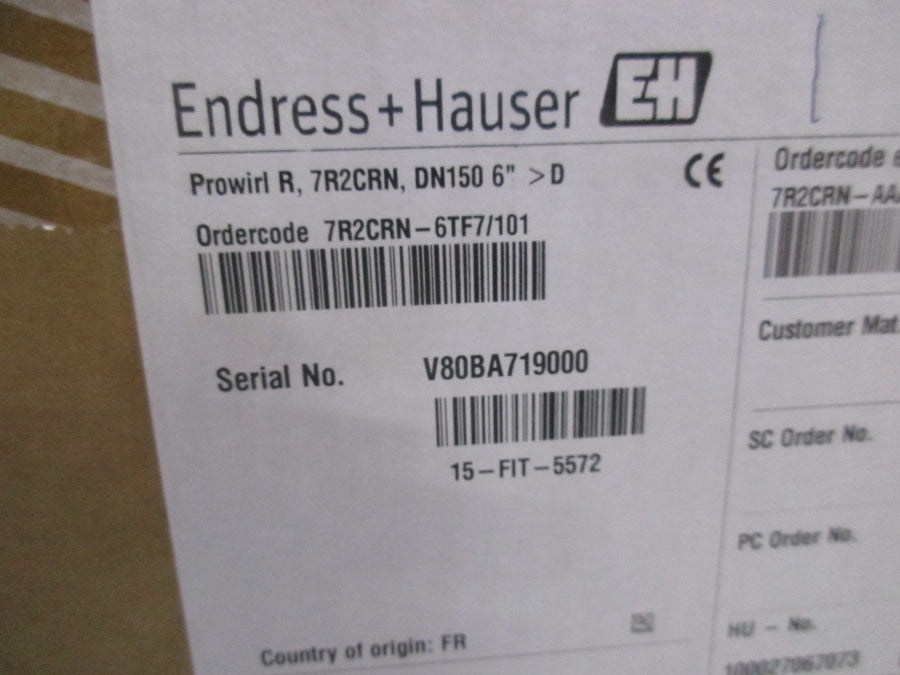 Endress+Hauser EH
Prowirl R, 7R2CRN, DN150 6" >D
CE
Ordercode 7R2CRN-6TF7/101
Serial No. V80BA719000
15-FIT-5572
Country of origin: FR
Ordercode
7R2CRN-AA
Customer Mat.
SC Order No.
PC Order No.
HU - No.